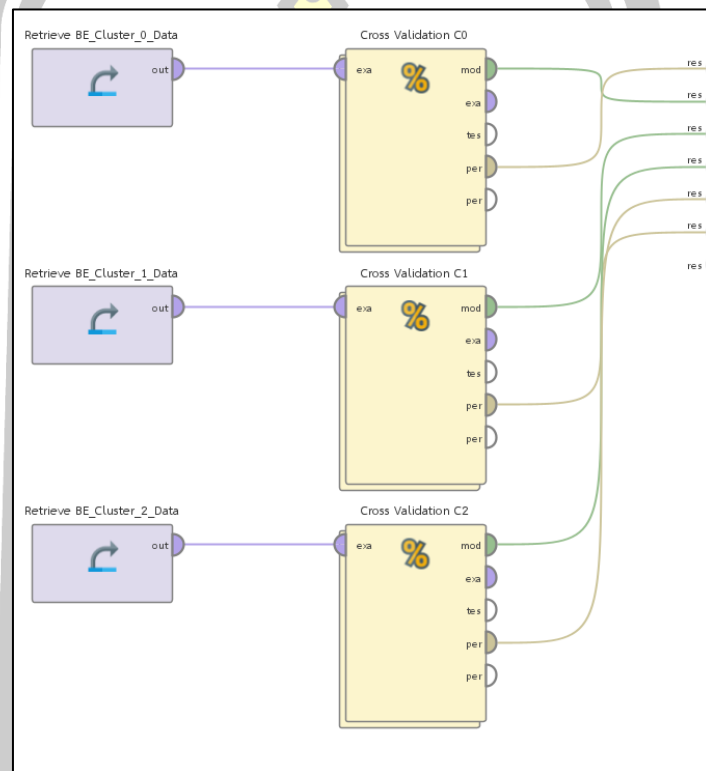 Retrieve BE_Cluster_0_Data
out
Cross Validation C0
exa
%
mod
exa
tes
per
per
Retrieve BE_Cluster_1_Data
out
Cross Validation C1
exa
%
mod
exa
tes
per
per
Retrieve BE_Cluster_2_Data
out
Cross Validation C2
exa
%
mod
exa
tes
per
per
res
res
res
res
res
res
res